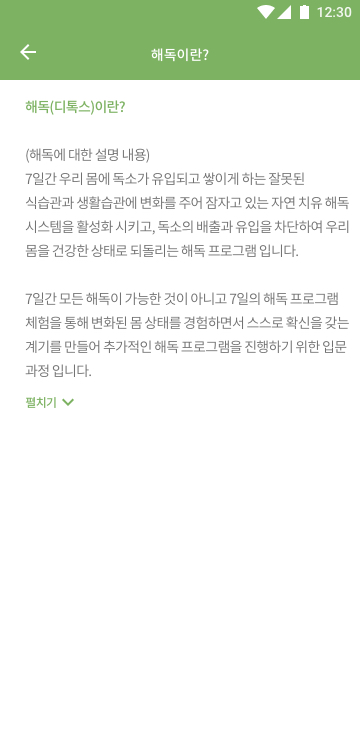 12:30
해독이란?
해독(디톡스)이란?
(해독에 대한 설명 내용)
7일간 우리 몸에 독소가 유입되고 쌓이게 하는 잘못된
식습관과 생활습관에 변화를 주어 잠자고 있는 자연 치유 해독
시스템을 활성화 시키고, 독소의 배출과 유입을 차단하여 우리
몸을 건강한 상태로 되돌리는 해독 프로그램 입니다.
7일간 모든 해독이 가능한 것이 아니고 7일의 해독 프로그램
체험을 통해 변화된 몸 상태를 경험하면서 스스로 확신을 갖는
계기를 만들어 추가적인 해독 프로그램을 진행하기 위한 입문
과정 입니다.
펼치기